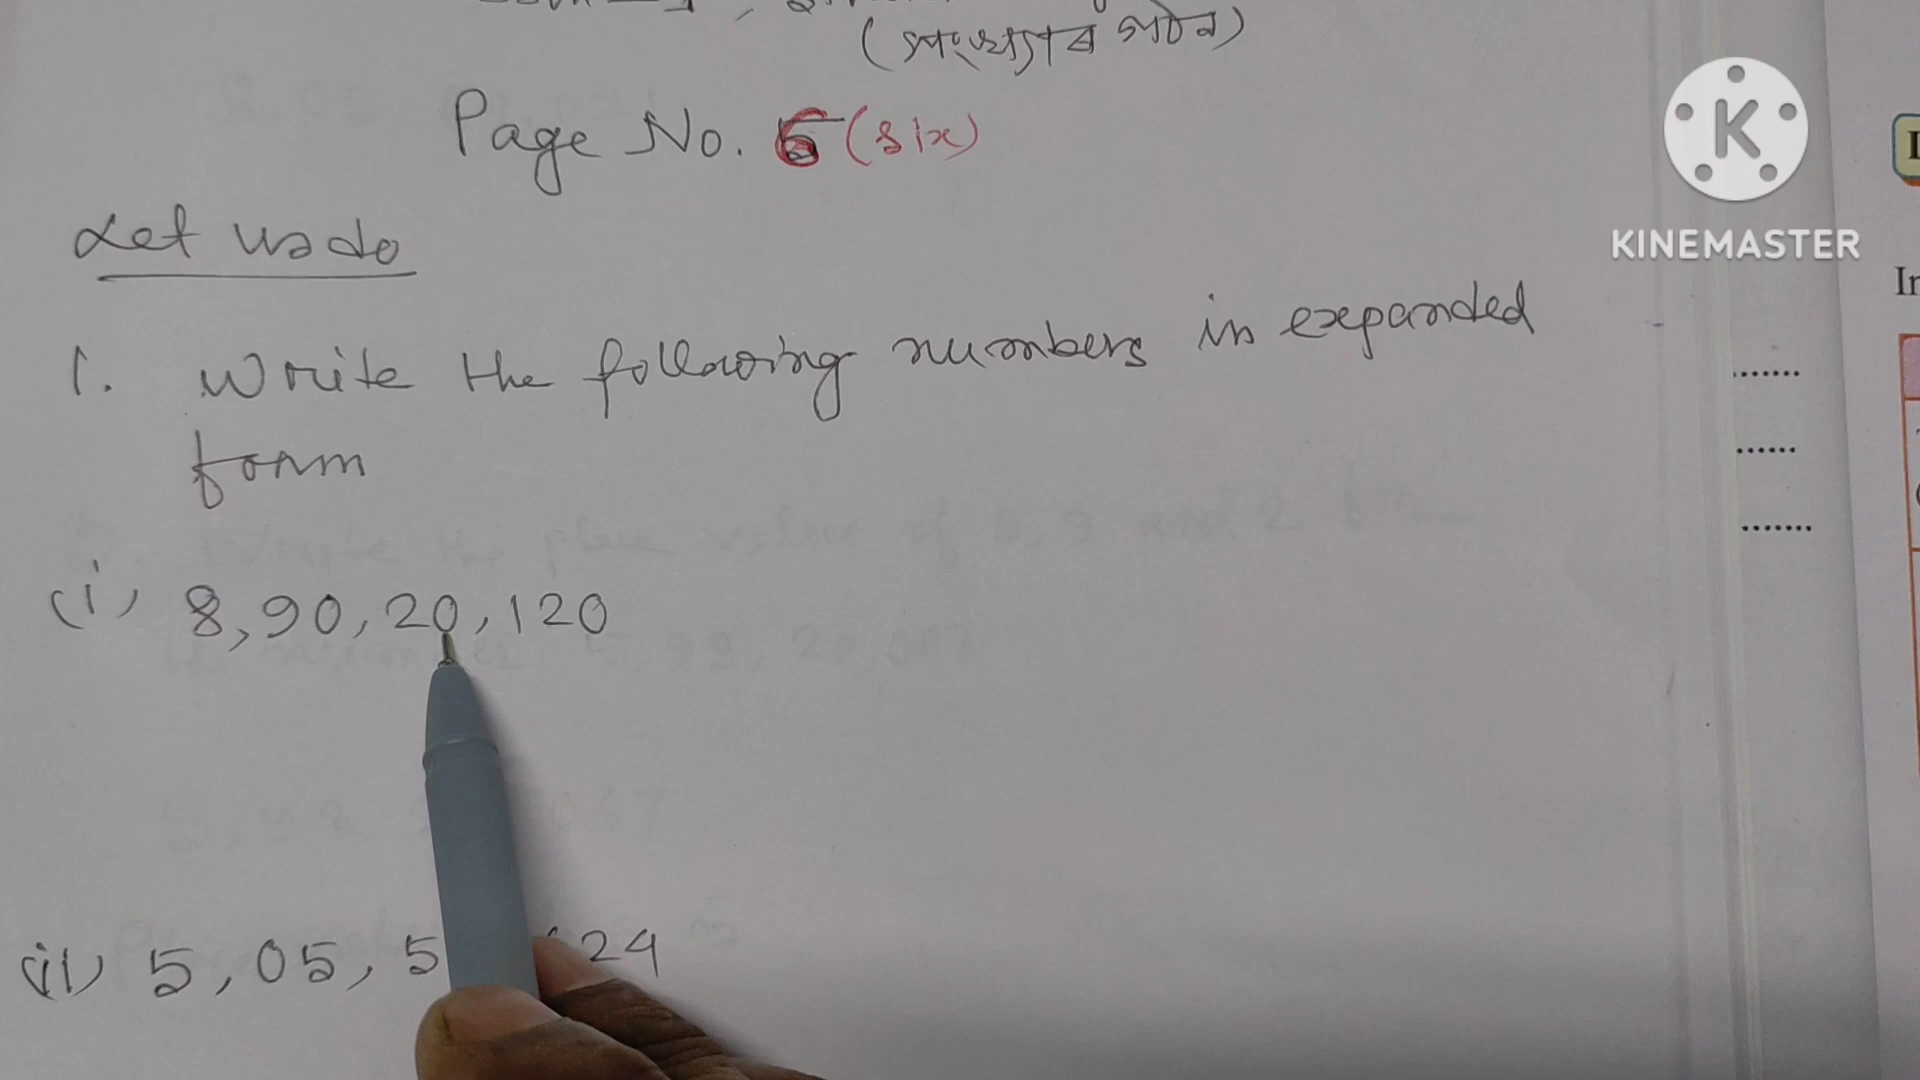 (সংখ্যাৰ গঠন)
Page No. 6 (six)
Let us do
1. Write the following numbers in expanded
form
(i) 8,90,20,120
(ii) 5,05,5 24
KINEMASTER